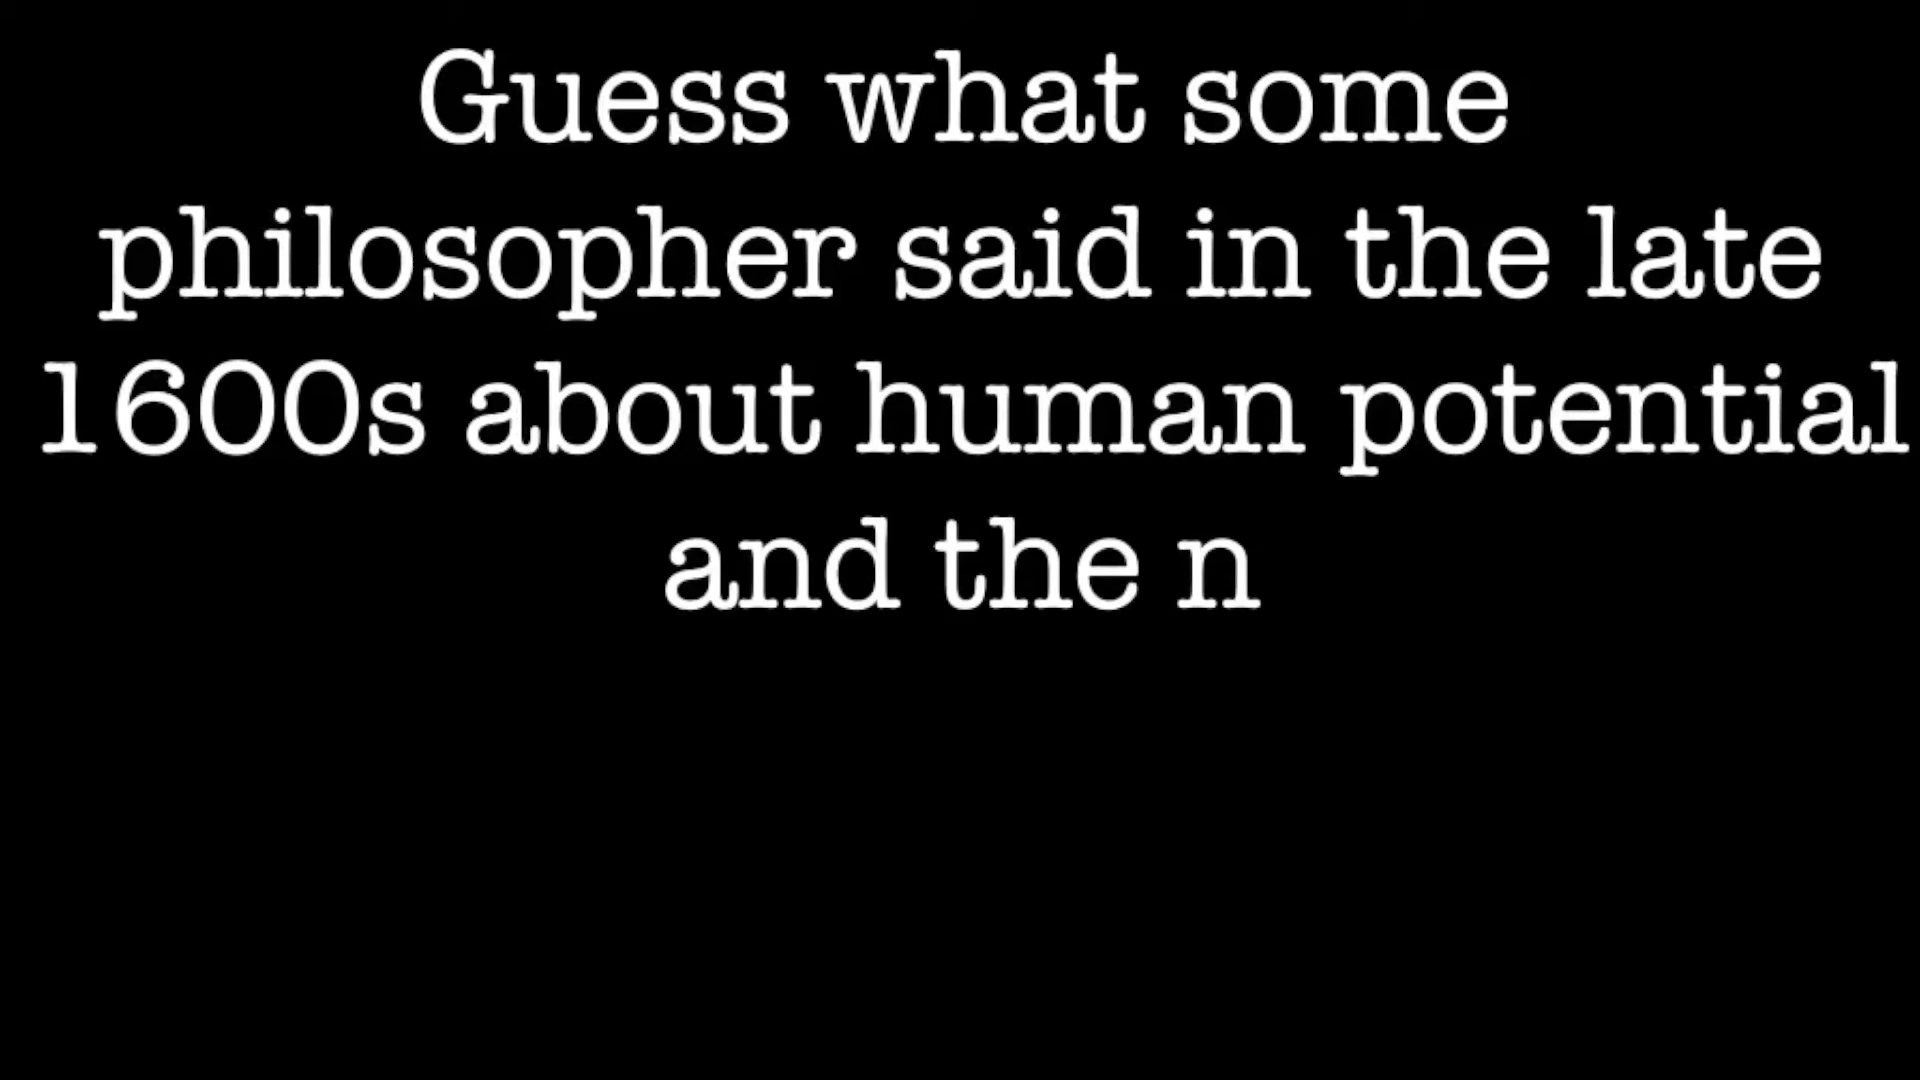 Guess what some
philosopher said in the late
1600s about human potential
and the n